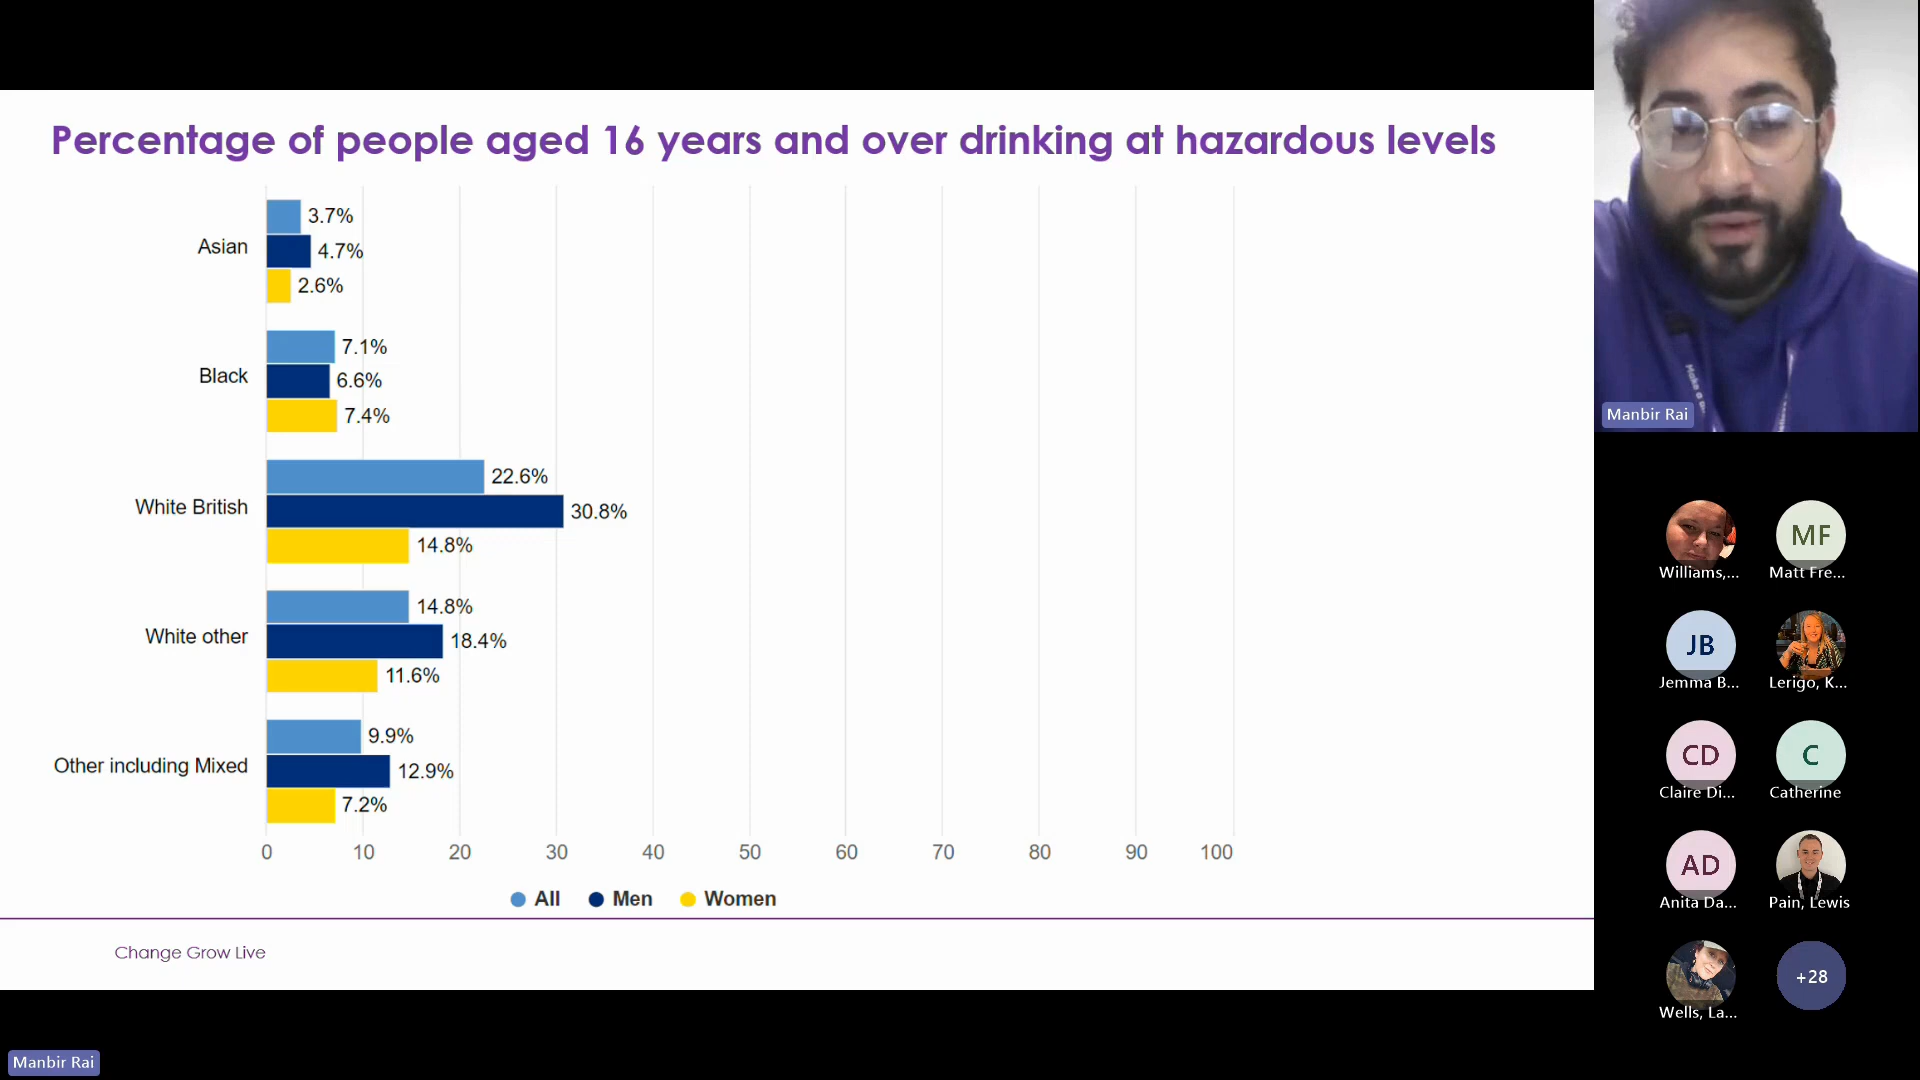 Percentage of people aged 16 years and over drinking at hazardous levels
Asian
3.7%
4.7%
2.6%
Black
7.1%
6.6%
7.4%
White British
22.6%
30.8%
14.8%
White other
14.8%
18.4%
11.6%
Other including Mixed
9.9%
12.9%
7.2%
0 10 20 30 40 50 60 70 80 90 100
All Men Women
Change Grow Live
Manbir Rai
Manbir Rai
MF
Williams,... Matt Fre...
JB
Jemma B... Lerigo, K...
CD C
Claire Di... Catherine
AD
Anita Da... Pain, Lewis
+28
Wells, La...